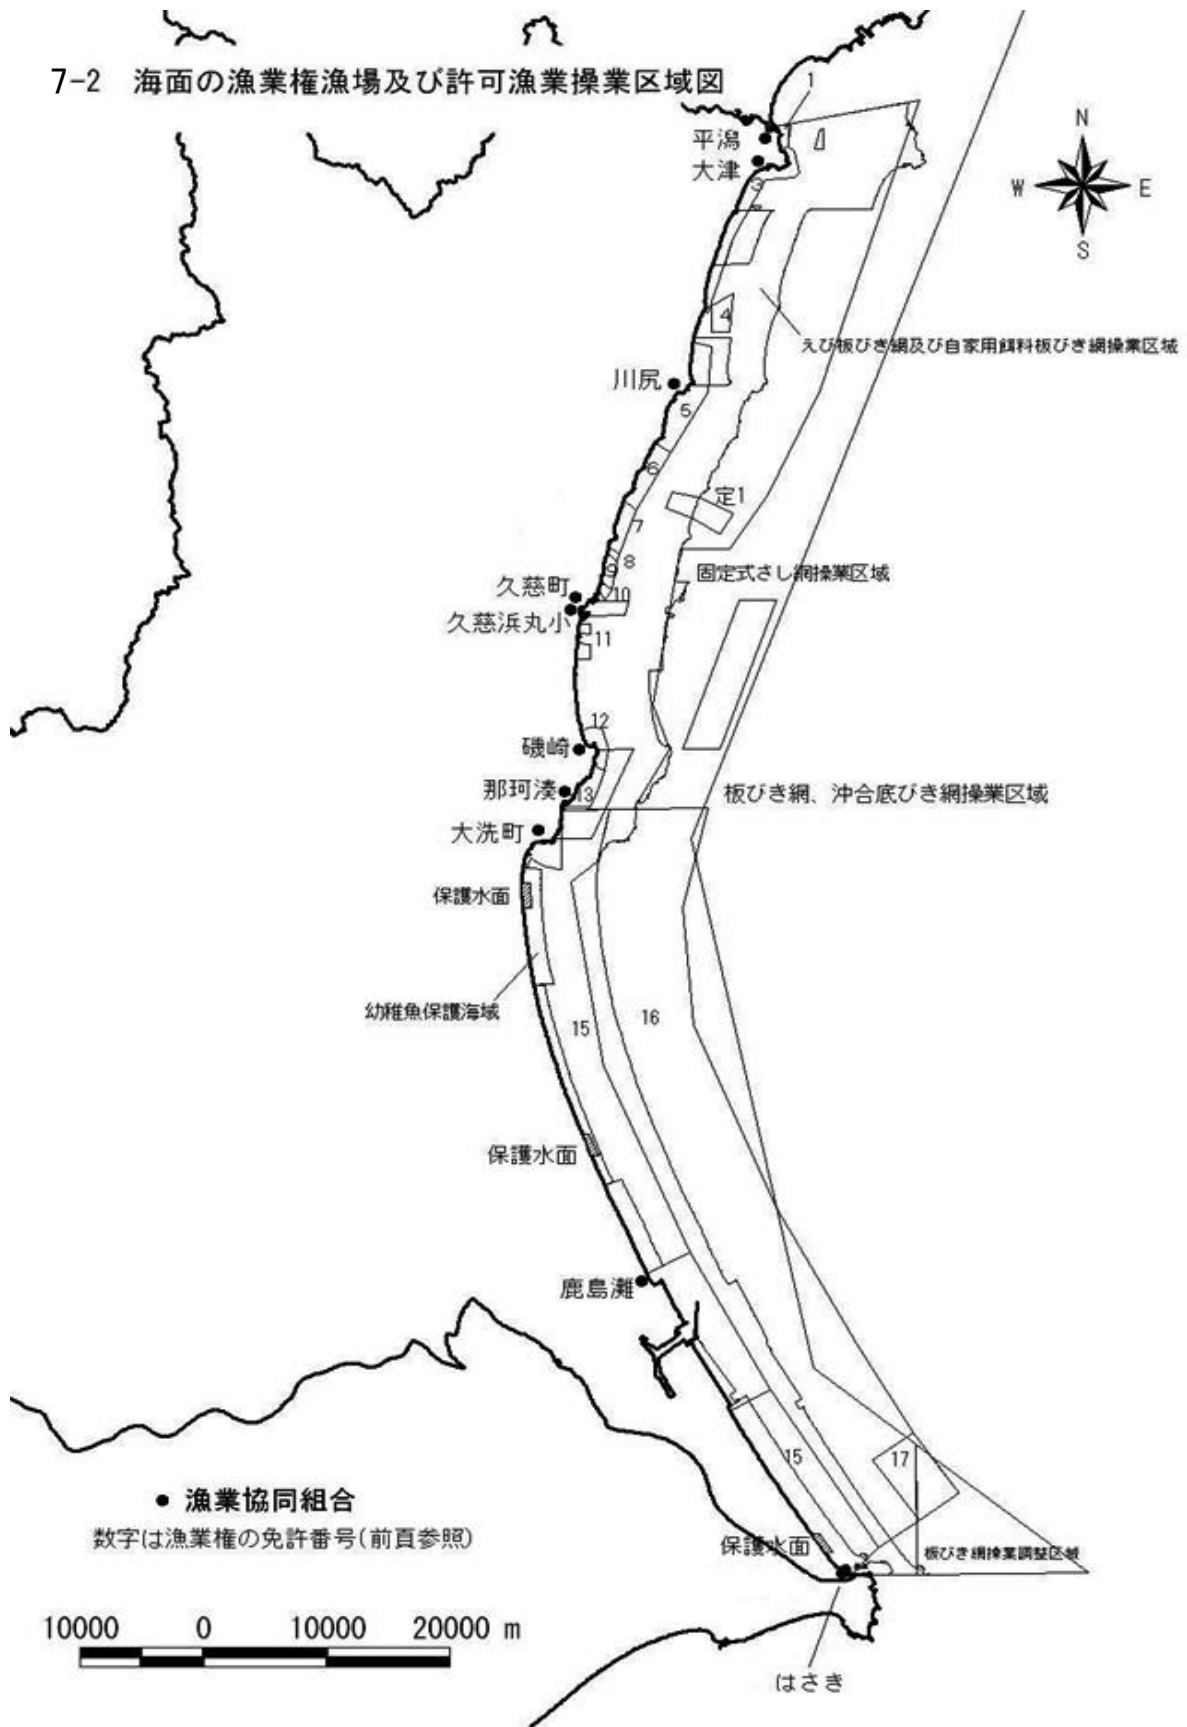 7-2 海面の漁業権漁場及び許可漁業操業区域図
1
N
平潟
大津
W
E
3
S
4
えび板びき網及び自家用餌料板びき網操業区域
川尻
5
6
定1
7
8
9
固定式さし網操業区域
久慈町
10
久慈浜丸小
11
12
磯崎
那珂湊
13
板びき網、沖合底びき網操業区域
大洗町
保護水面
幼稚魚保護海域
15
16
保護水面
鹿島灘
15
17
● 漁業協同組合
数字は漁業権の免許番号(前頁参照)
保護水面
板びき網操業調整区域
10000 0 10000 20000 m
はさき